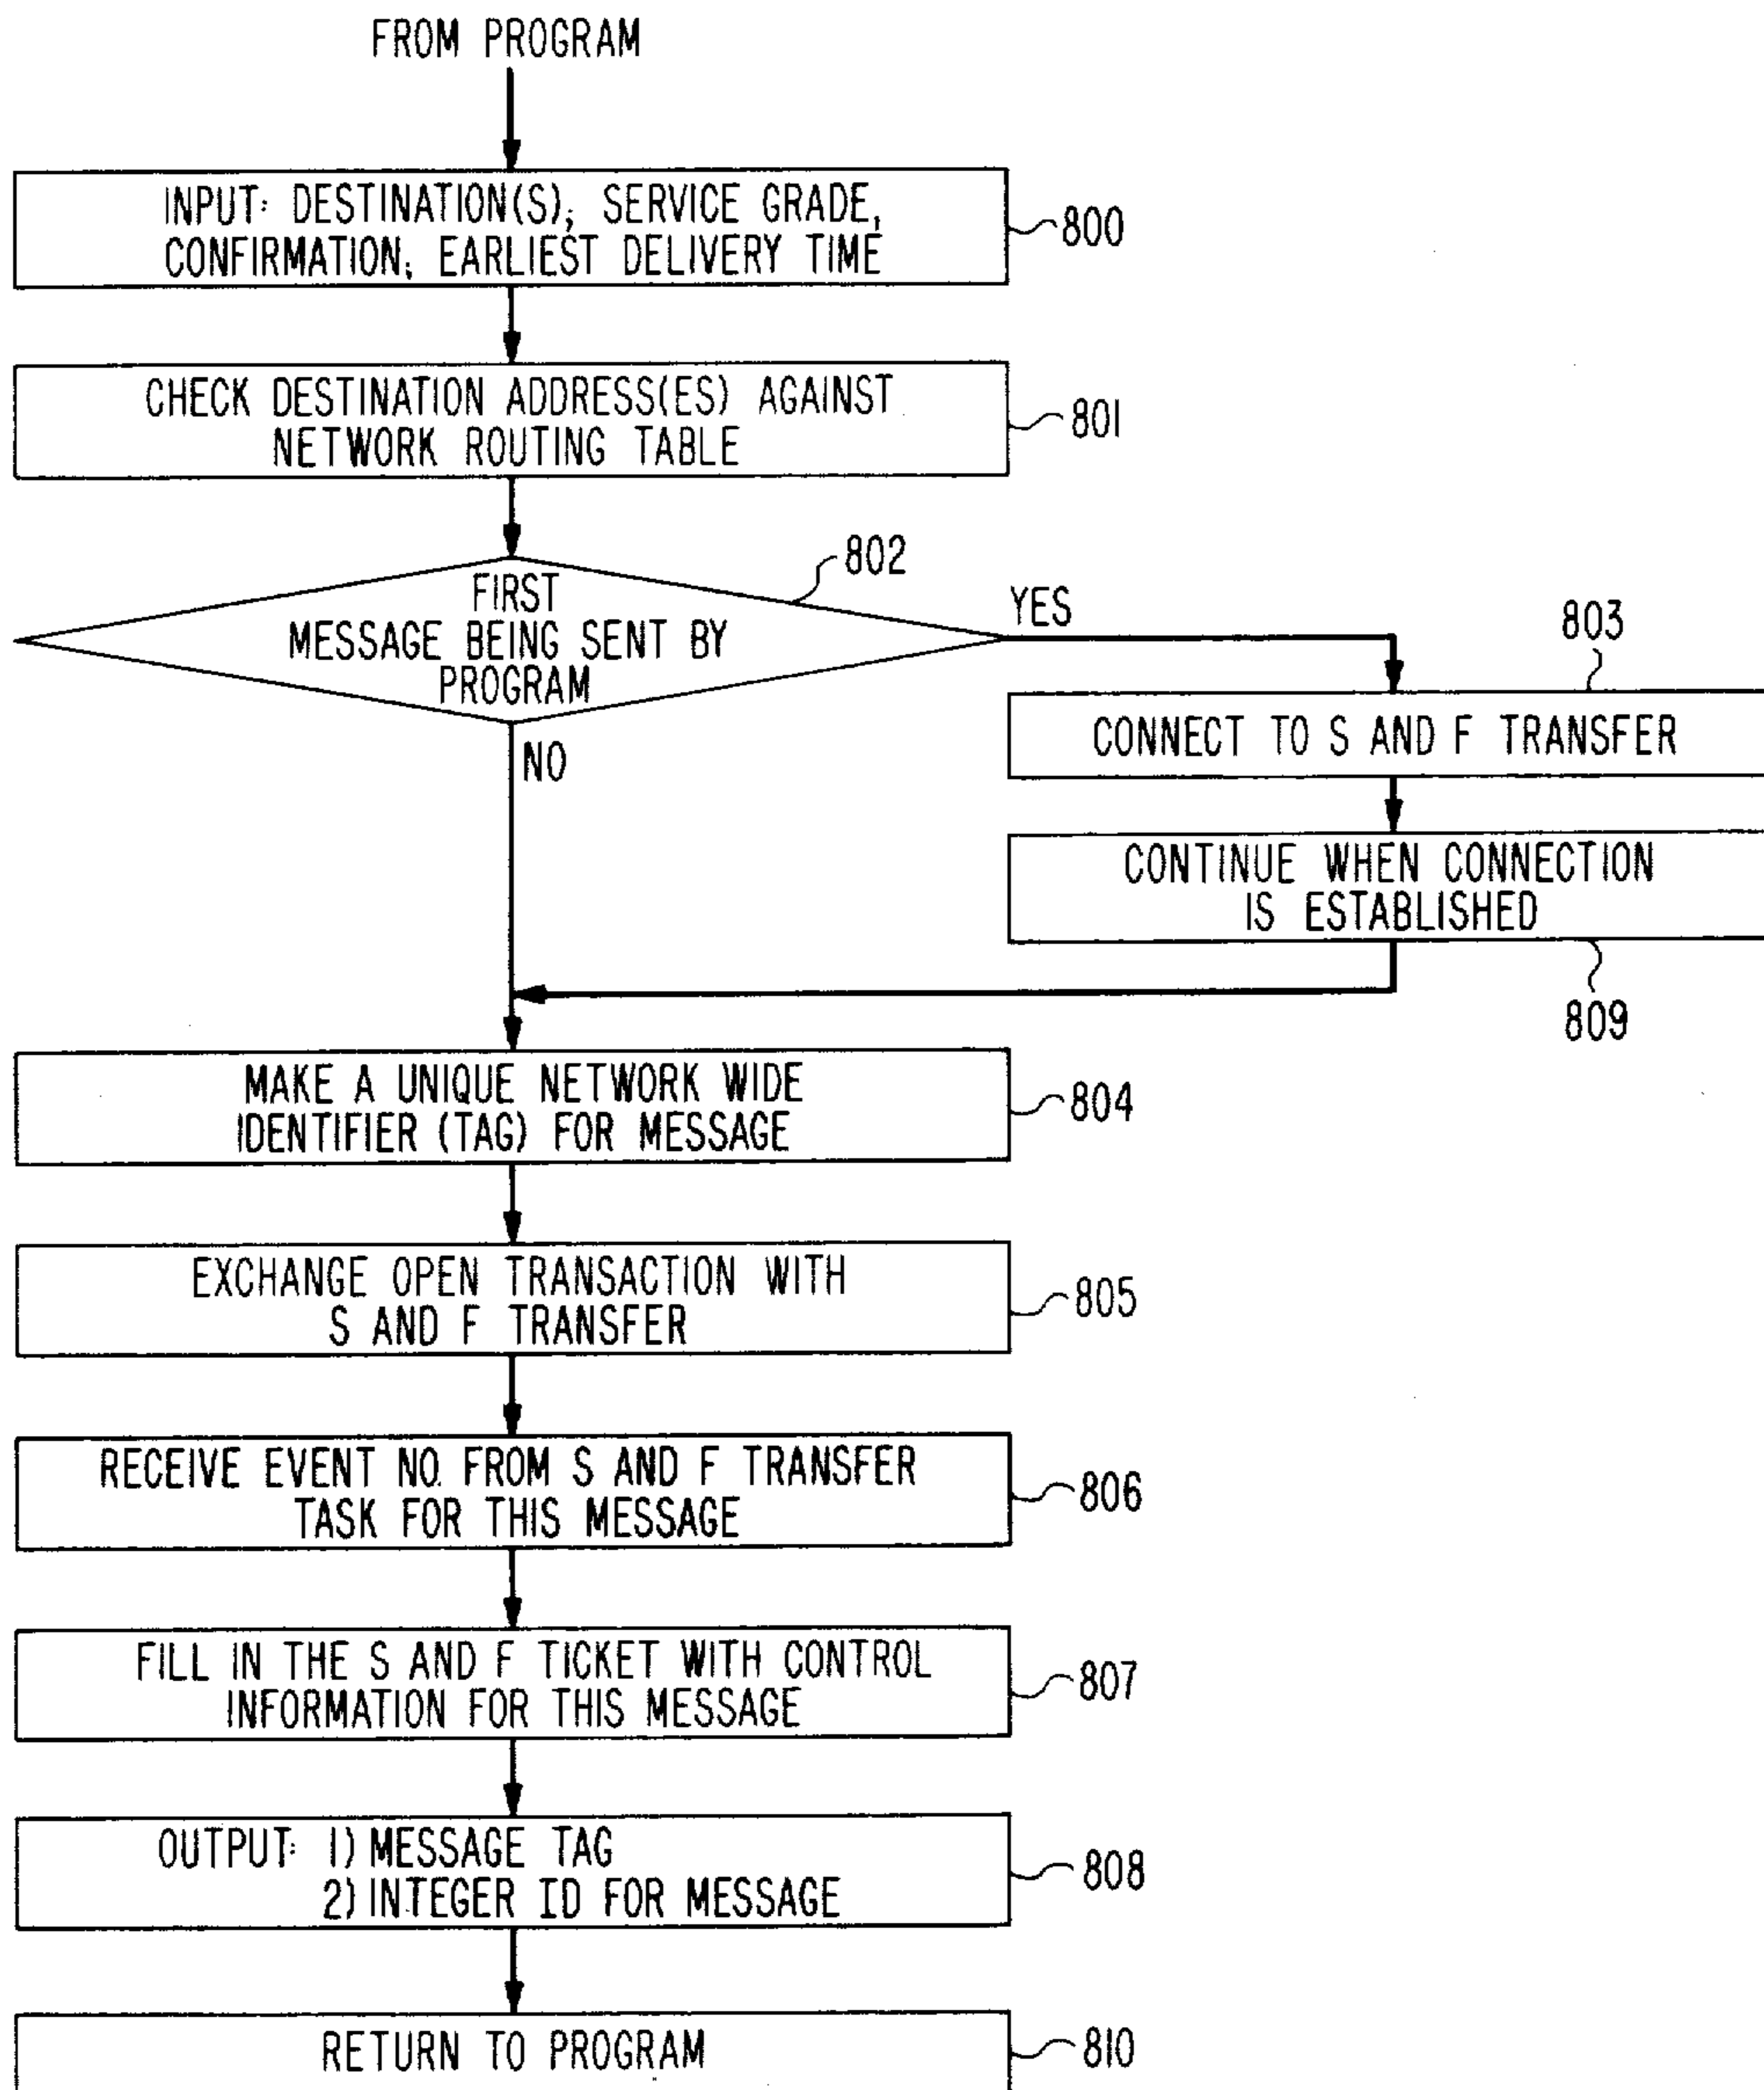 FROM PROGRAM
INPUT: DESTINATION(S), SERVICE GRADE,
CONFIRMATION, EARLIEST DELIVERY TIME
800
CHECK DESTINATION ADDRESS(ES) AGAINST
NETWORK ROUTING TABLE
801
802
FIRST
MESSAGE BEING SENT BY
PROGRAM
YES
NO
803
CONNECT TO S AND F TRANSFER
CONTINUE WHEN CONNECTION
IS ESTABLISHED
809
MAKE A UNIQUE NETWORK WIDE
IDENTIFIER (TAG) FOR MESSAGE
804
EXCHANGE OPEN TRANSACTION WITH
S AND F TRANSFER
805
RECEIVE EVENT NO. FROM S AND F TRANSFER
TASK FOR THIS MESSAGE
806
FILL IN THE S AND F TICKET WITH CONTROL
INFORMATION FOR THIS MESSAGE
807
OUTPUT: 1) MESSAGE TAG
2) INTEGER ID FOR MESSAGE
808
RETURN TO PROGRAM
810